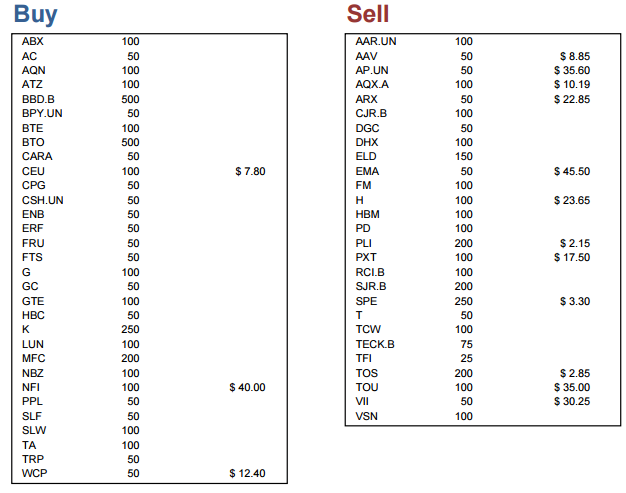 Buy
ABX 100
AC 50
AQN 100
ATZ 100
BBD.B 500
BPY.UN 50
BTE 100
BTO 500
CARA 50
CEU 100 $ 7.80
CPG 50
CSH.UN 50
ENB 50
ERF 50
FRU 50
FTS 50
G 100
GC 50
GTE 100
HBC 50
K 250
LUN 100
MFC 200
NBZ 100
NFI 100 $ 40.00
PPL 50
SLF 50
SLW 100
TA 100
TRP 50
WCP 50 $ 12.40
Sell
AAR.UN 100
AAV 50 $ 8.85
AP.UN 50 $ 35.60
AQX.A 100 $ 10.19
ARX 50 $ 22.85
CJR.B 100
DGC 50
DHX 100
ELD 150
EMA 50 $ 45.50
FM 100
H 100 $ 23.65
HBM 100
PD 100
PLI 200 $ 2.15
PXT 100 $ 17.50
RCI.B 100
SJR.B 200
SPE 250 $ 3.30
T 50
TCW 100
TECK.B 75
TFI 25
TOS 200 $ 2.85
TOU 100 $ 35.00
VII 50 $ 30.25
VSN 100